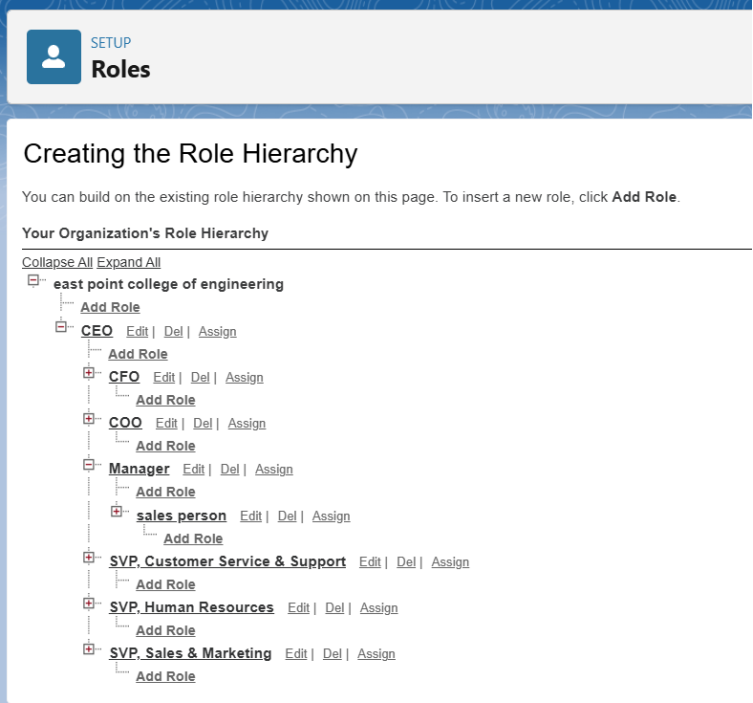 SETUP
Roles
Creating the Role Hierarchy
You can build on the existing role hierarchy shown on this page. To insert a new role, click Add Role.
Your Organization's Role Hierarchy
Collapse All Expand All
east point college of engineering
Add Role
CEO Edit | Del | Assign
Add Role
CFO Edit | Del | Assign
Add Role
COO Edit | Del | Assign
Add Role
Manager Edit | Del | Assign
Add Role
sales person Edit | Del | Assign
Add Role
SVP, Customer Service & Support Edit | Del | Assign
Add Role
SVP, Human Resources Edit | Del | Assign
Add Role
SVP, Sales & Marketing Edit | Del | Assign
Add Role